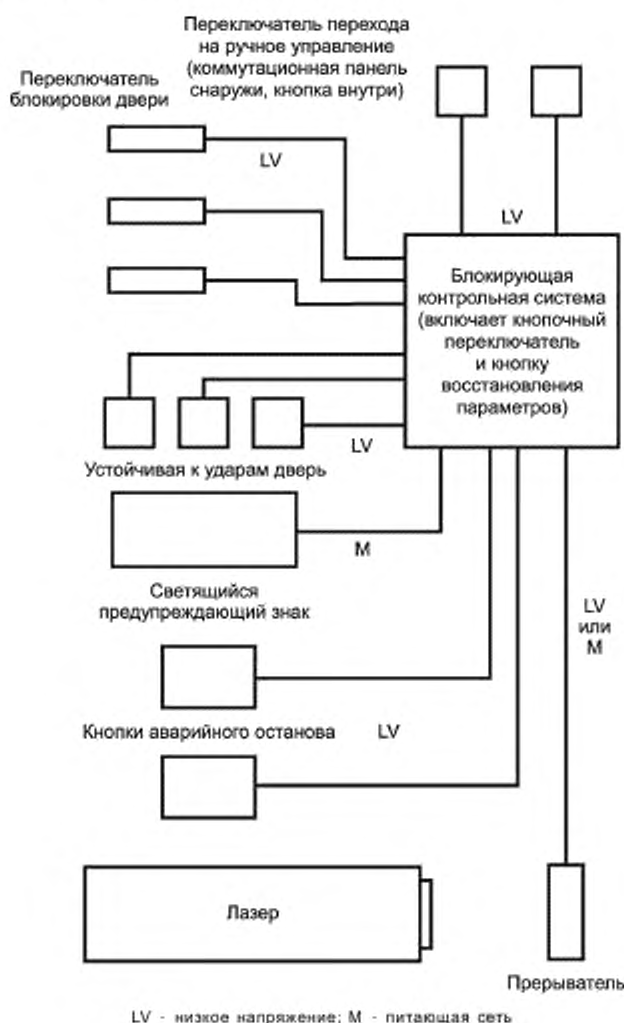 Переключатель перехода
на ручное управление
(коммутационная панель
снаружи, кнопка внутри)
Переключатель
блокировки двери
LV
LV
Блокирующая
контрольная система
(включает кнопочный
переключатель
и кнопку
восстановления
параметров)
LV
Устойчивая к ударам дверь
М
Светящийся
предупреждающий знак
LV
или
М
Кнопки аварийного останова
LV
Лазер
Прерыватель
LV - низкое напряжение; М - питающая сеть